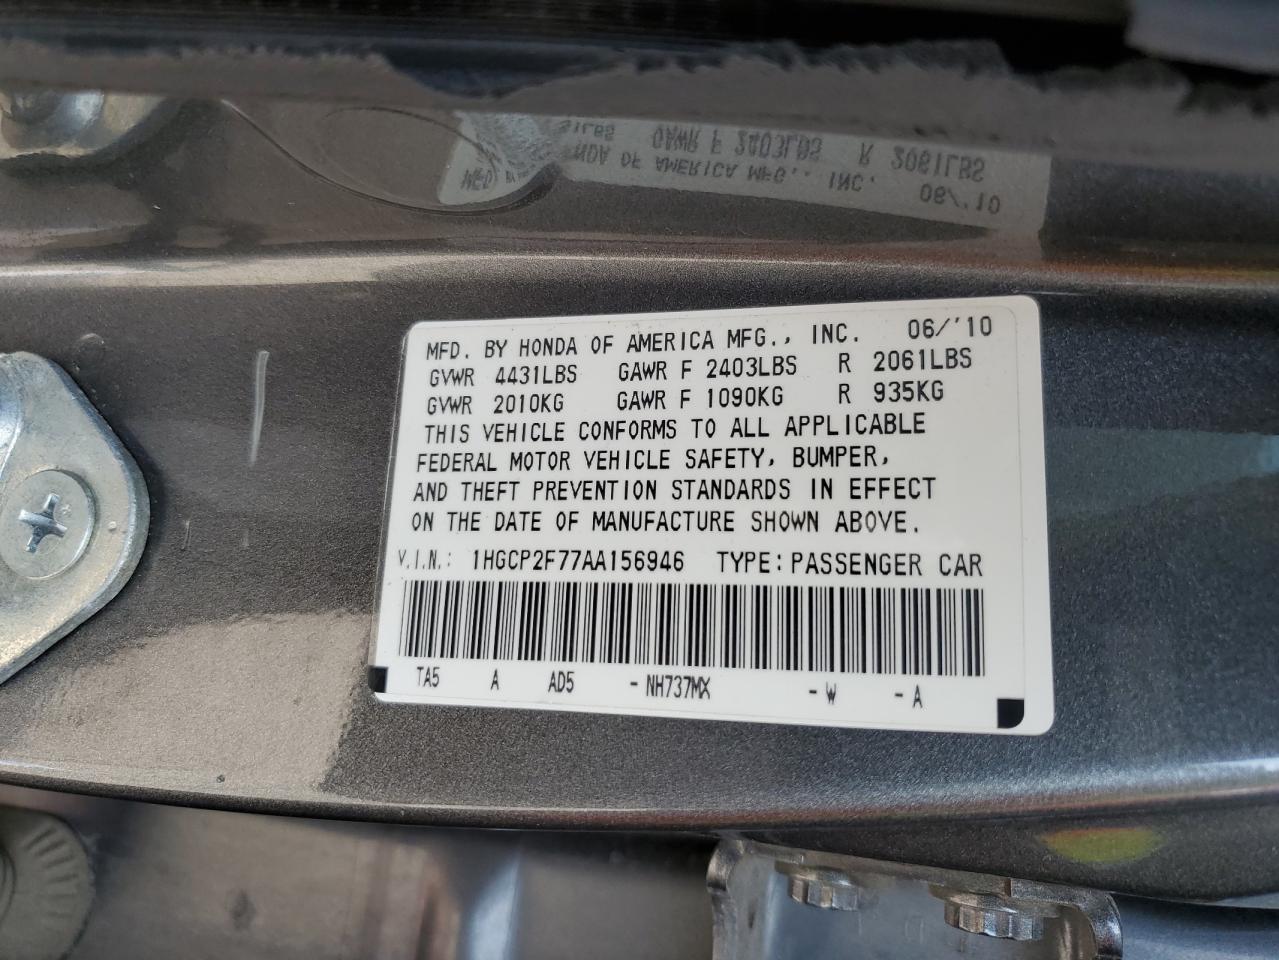 MFD. BY HONDA OF AMERICA MFG., INC. 06/'10
GVWR 4431LBS GAWR F 2403LBS R 2061LBS
GVWR 2010KG GAWR F 1090KG R 935KG
THIS VEHICLE CONFORMS TO ALL APPLICABLE
FEDERAL MOTOR VEHICLE SAFETY, BUMPER,
AND THEFT PREVENTION STANDARDS IN EFFECT
ON THE DATE OF MANUFACTURE SHOWN ABOVE.
V.I.N.: 1HGCP2F77AA156946 TYPE: PASSENGER CAR
TA5 A AD5 - NH737MX - W - A